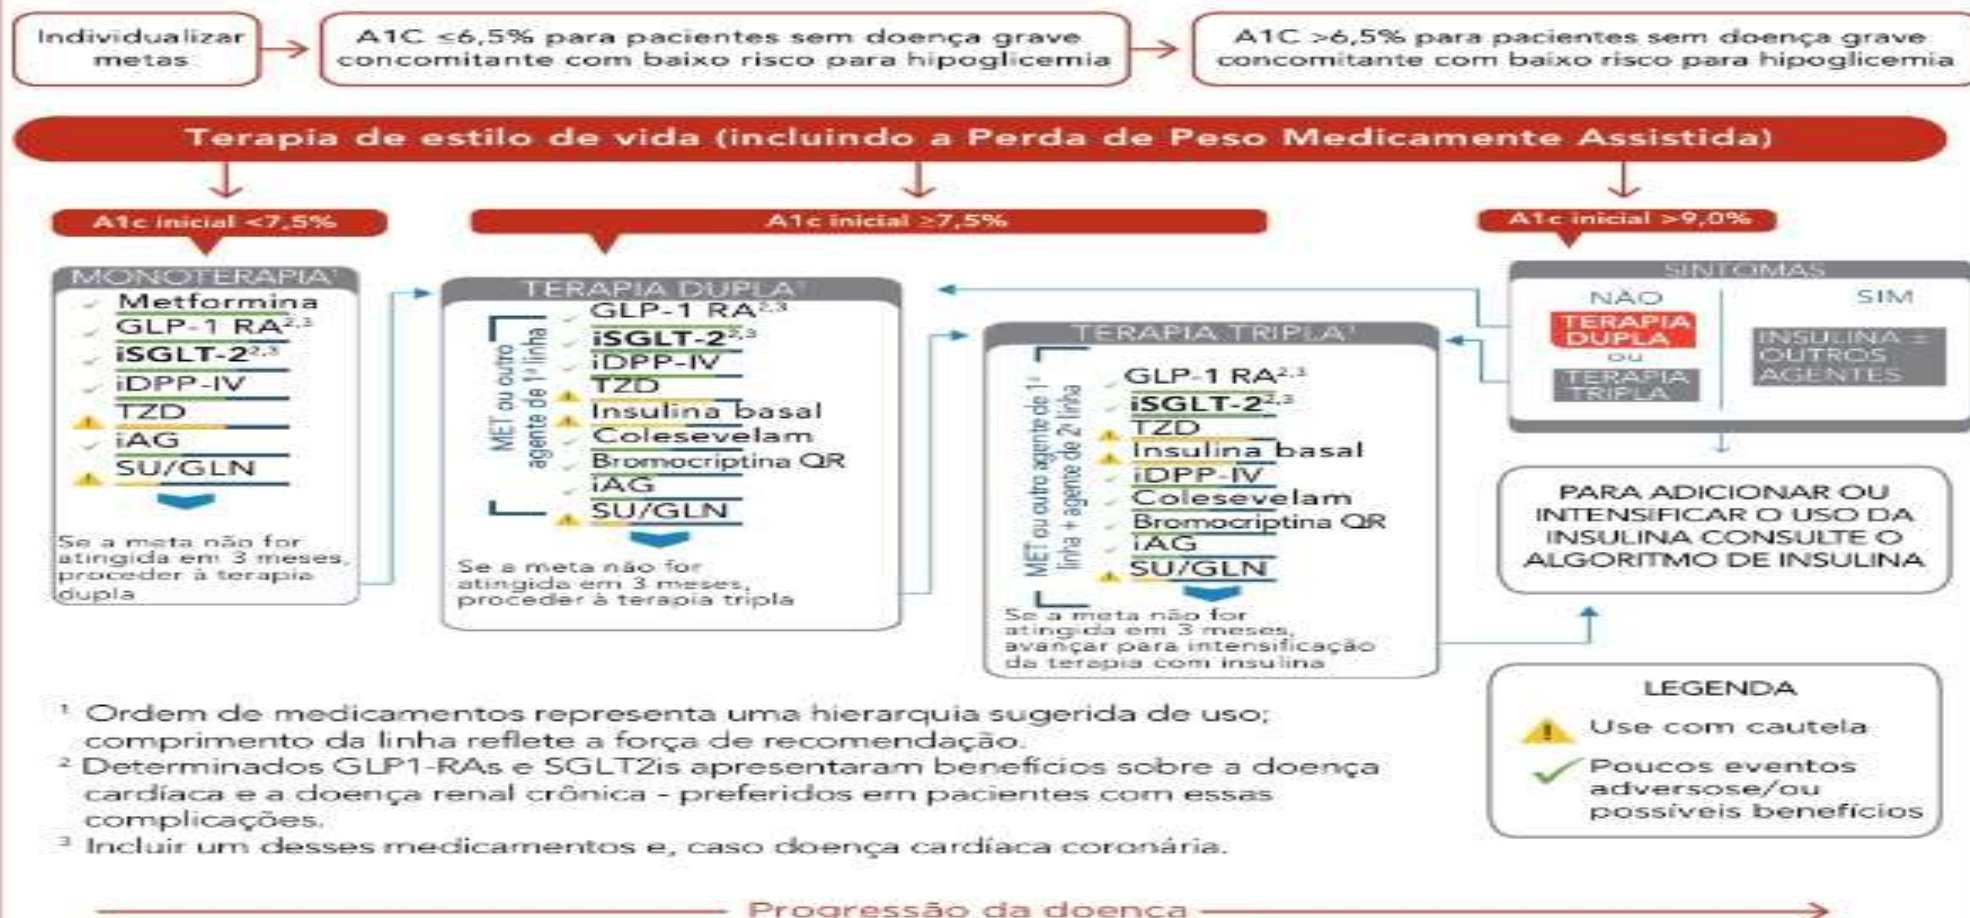 Individualizar
metas
A1C ≤6,5% para pacientes sem doença grave
concomitante com baixo risco para hipoglicemia
A1C >6,5% para pacientes sem doença grave
concomitante com baixo risco para hipoglicemia
Terapia de estilo de vida (incluindo a Perda de Peso Medicamente Assistida)
A1c inicial <7,5%
A1c inicial ≥7,5%
A1c inicial >9,0%
MONOTERAPIA¹
Metformina
GLP-1 RA²,³
iSGLT-2²,³
iDPP-IV
TZD
iAG
SU/GLN
Se a meta não for
atingida em 3 meses,
proceder à terapia
dupla
TERAPIA DUPLA¹
MET ou outro
agente de 1ª linha
GLP-1 RA²,³
iSGLT-2²,³
iDPP-IV
TZD
Insulina basal
Colesevelam
Bromocriptina QR
iAG
SU/GLN
Se a meta não for
atingida em 3 meses,
proceder à terapia tripla
TERAPIA TRIPLA¹
MET ou outro agente de 1ª
linha + agente de 2ª linha
GLP-1 RA²,³
iSGLT-2²,³
TZD
Insulina basal
iDPP-IV
Colesevelam
Bromocriptina QR
iAG
SU/GLN
Se a meta não for
atingida em 3 meses,
avançar para intensificação
da terapia com insulina
SINTOMAS
NÃO
TERAPIA
DUPLA
ou
TERAPIA
TRIPLA
SIM
INSULINA ±
OUTROS
AGENTES
PARA ADICIONAR OU
INTENSIFICAR O USO DA
INSULINA CONSULTE O
ALGORITMO DE INSULINA
LEGENDA
Use com cautela
Poucos eventos
adversose/ou
possíveis benefícios
¹ Ordem de medicamentos representa uma hierarquia sugerida de uso;
comprimento da linha reflete a força de recomendação.
² Determinados GLP1-RAs e SGLT2is apresentaram benefícios sobre a doença
cardíaca e a doença renal crônica - preferidos em pacientes com essas
complicações.
³ Incluir um desses medicamentos e, caso doença cardíaca coronária.
Progressão da doença